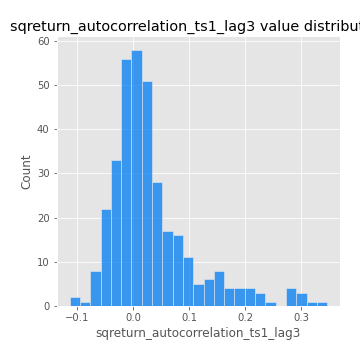 sqreturn_autocorrelation_ts1_lag3 value distribut
60
50
40
30
20
10
0
Count
−0.1 0.0 0.1 0.2 0.3
sqreturn_autocorrelation_ts1_lag3